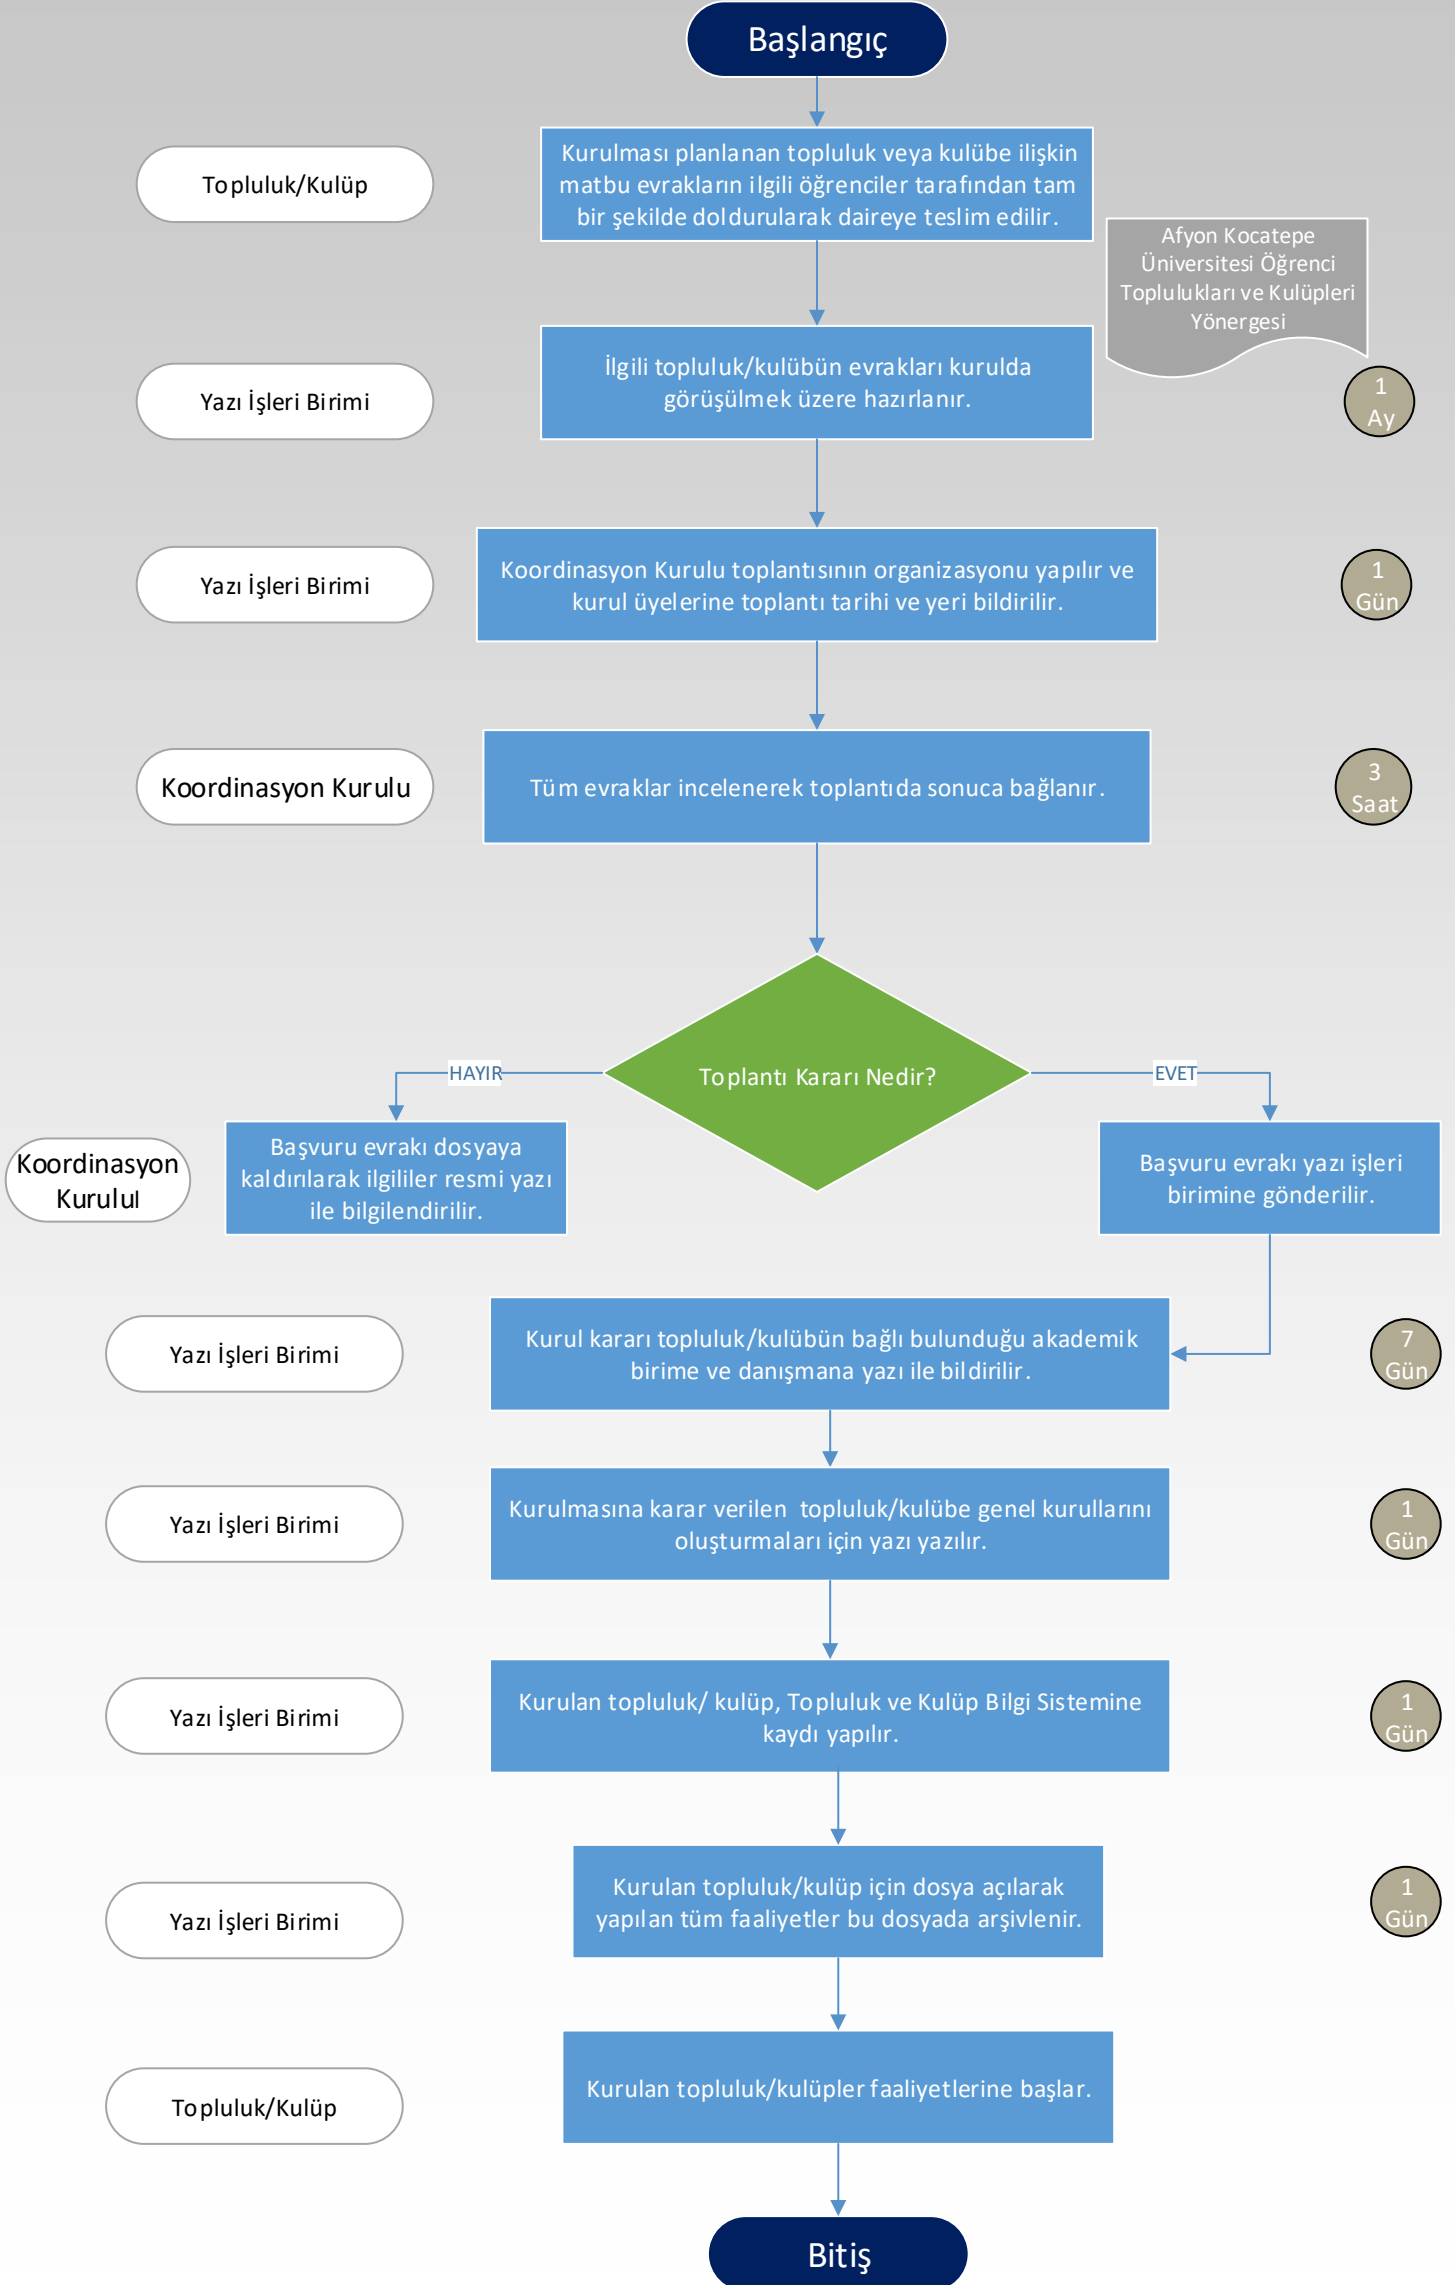 Başlangıç
Topluluk/Kulüp
Kurulması planlanan topluluk veya kulübe ilişkin
matbu evrakların ilgili öğrenciler tarafından tam
bir şekilde doldurularak daireye teslim edilir.
Afyon Kocatepe
Üniversitesi Öğrenci
Toplulukları ve Kulüpleri
Yönergesi
Yazı İşleri Birimi
İlgili topluluk/kulübün evrakları kurulda
görüşülmek üzere hazırlanır.
1
Ay
Yazı İşleri Birimi
Koordinasyon Kurulu toplantısının organizasyonu yapılır ve
kurul üyelerine toplantı tarihi ve yeri bildirilir.
1
Gün
Koordinasyon Kurulu
Tüm evraklar incelenerek toplantıda sonuca bağlanır.
3
Saat
Toplantı Kararı Nedir?
HAYIR
EVET
Koordinasyon
Kurulul
Başvuru evrakı dosyaya
kaldırılarak ilgililer resmi yazı
ile bilgilendirilir.
Başvuru evrakı yazı işleri
birimine gönderilir.
Yazı İşleri Birimi
Kurul kararı topluluk/kulübün bağlı bulunduğu akademik
birime ve danışmana yazı ile bildirilir.
7
Gün
Yazı İşleri Birimi
Kurulmasına karar verilen topluluk/kulübe genel kurullarını
oluşturmaları için yazı yazılır.
1
Gün
Yazı İşleri Birimi
Kurulan topluluk/ kulüp, Topluluk ve Kulüp Bilgi Sistemine
kaydı yapılır.
1
Gün
Yazı İşleri Birimi
Kurulan topluluk/kulüp için dosya açılarak
yapılan tüm faaliyetler bu dosyada arşivlenir.
1
Gün
Topluluk/Kulüp
Kurulan topluluk/kulüpler faaliyetlerine başlar.
Bitiş